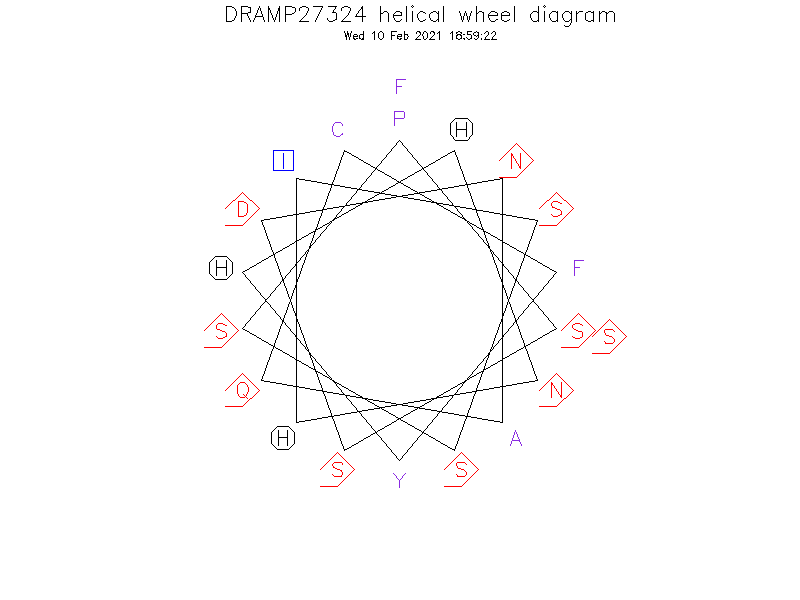 DRAMP27324 helical wheel diagram
Wed 10 Feb 2021 18:59:22
F
P
C H
I N
D S
H F
S S S
Q N
H A
S Y S